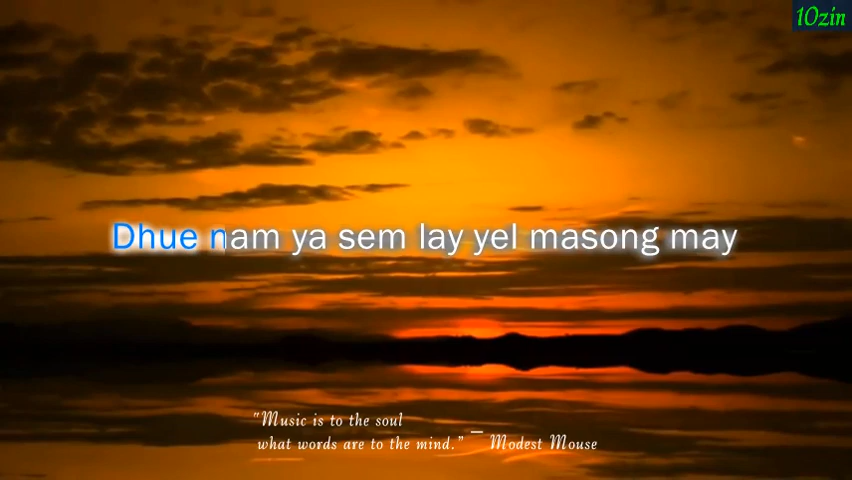 10zin
Dhue nam ya sem lay yel masong may
"Music is to the soul
what words are to the mind." – Modest Mouse